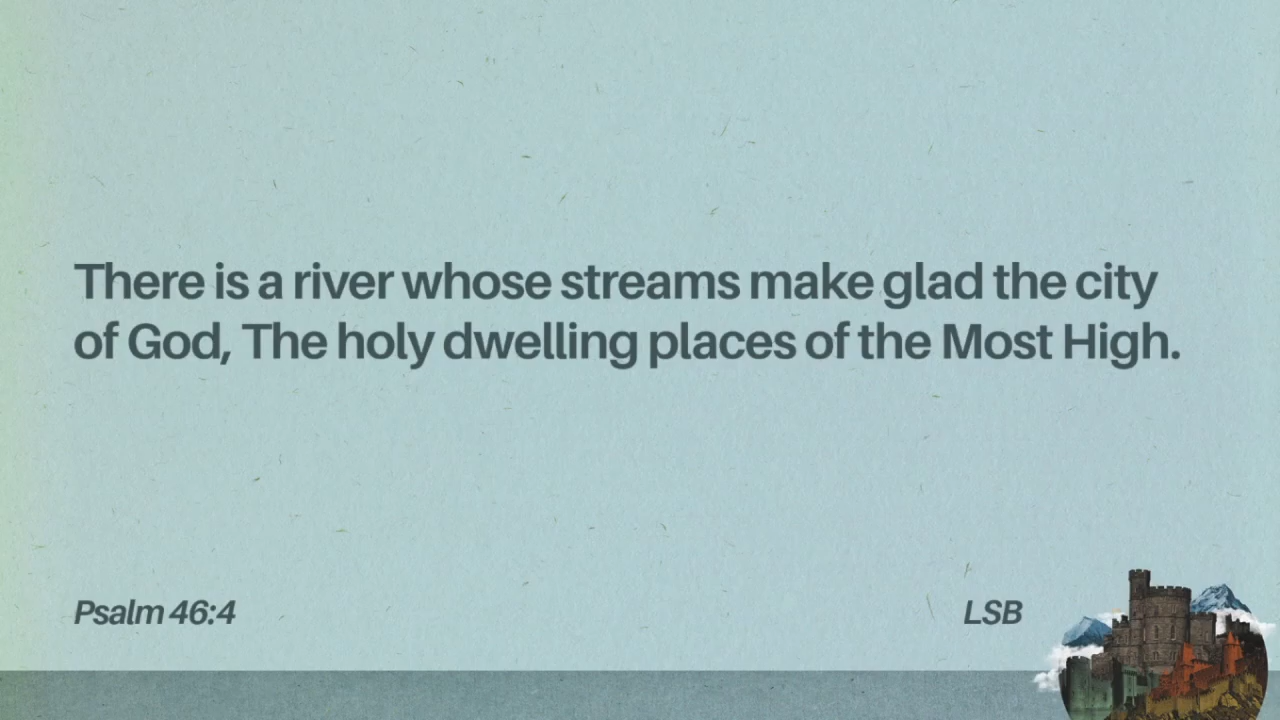 There is a river whose streams make glad the city
of God, The holy dwelling places of the Most High.
Psalm 46:4
LSB